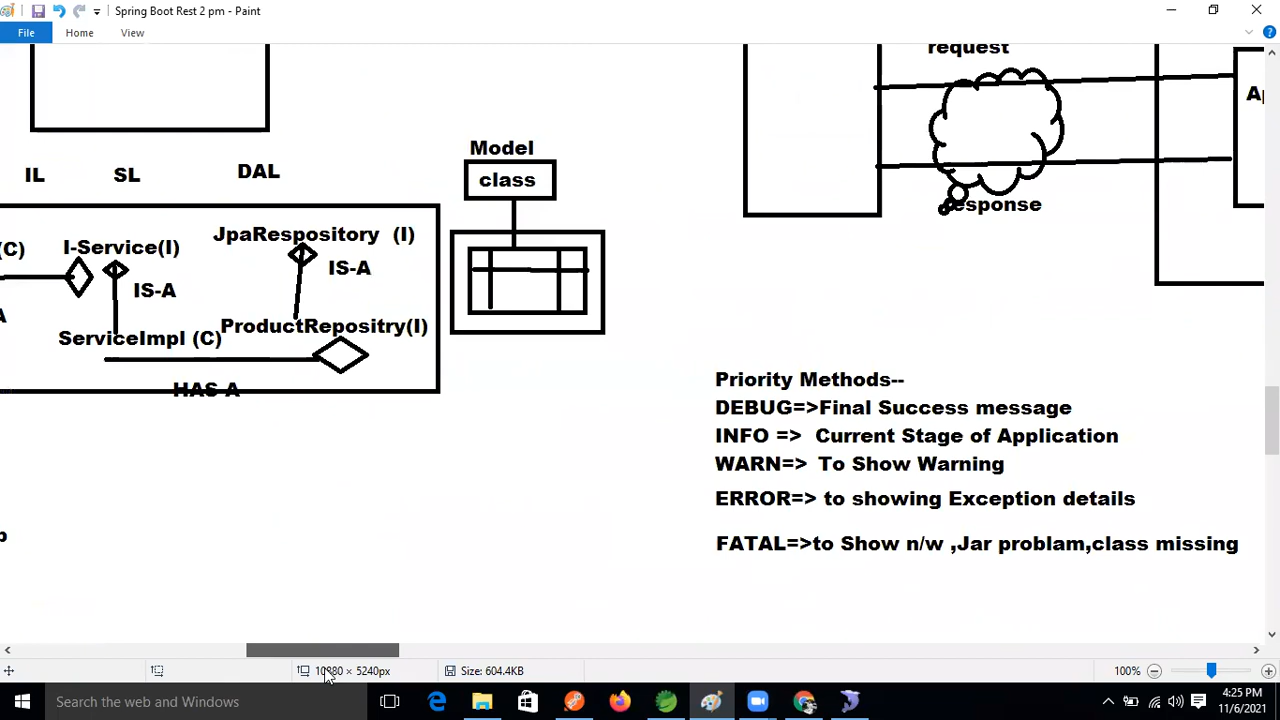 Spring Boot Rest 2 pm - Paint
File Home View
request
Ap
Model
class
IL SL DAL
response
JpaRespository (I)
(C) I-Service(I)
IS-A
IS-A
A
ProductRepositry(I)
ServiceImpl (C)
HAS A
Priority Methods--
DEBUG=>Final Success message
INFO => Current Stage of Application
WARN=> To Show Warning
ERROR=> to showing Exception details
FATAL=>to Show n/w ,Jar problam,class missing
p
× 5240px Size: 604.4KB 100%
Search the web and Windows
4:25 PM
11/6/2021